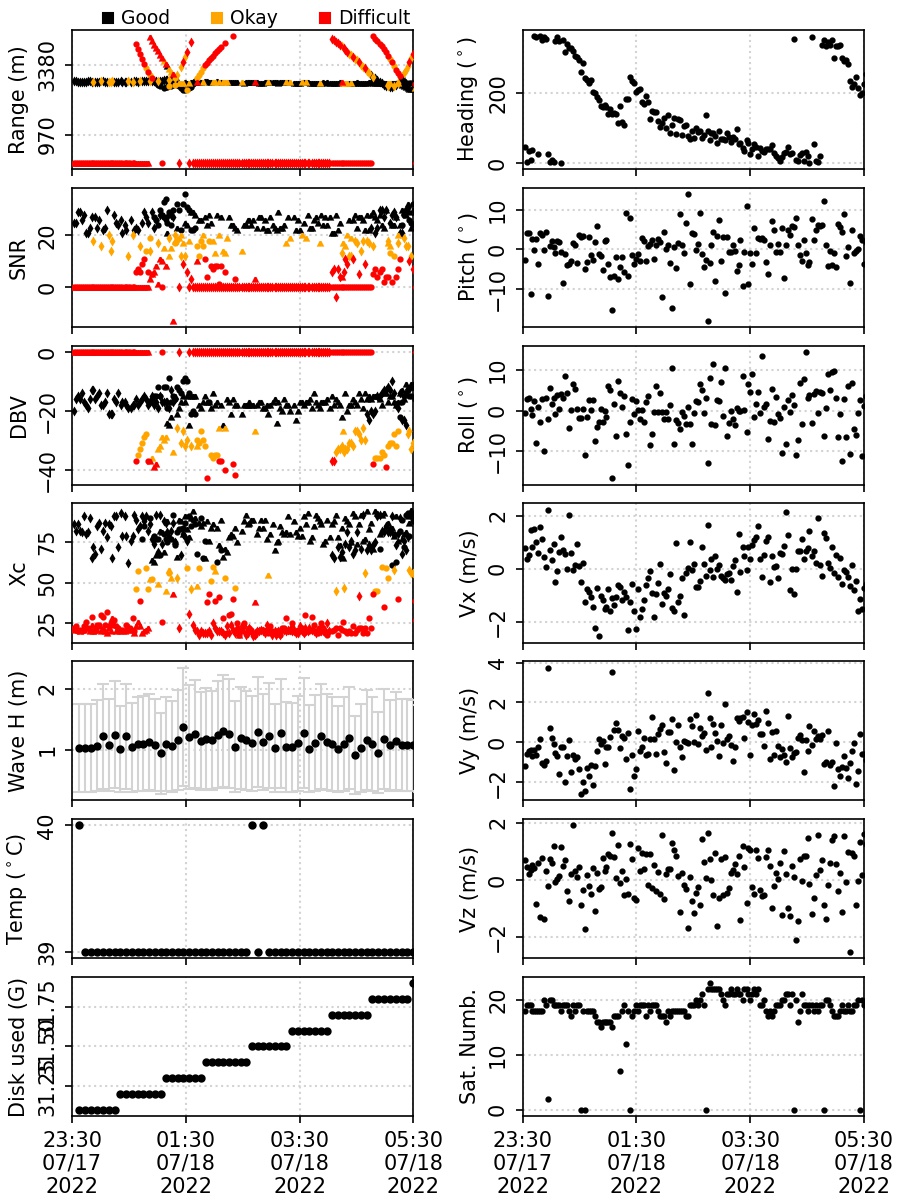 Good Okay Difficult
Range (m)
3380
970
Heading (°)
200
0
SNR
20
0
Pitch (°)
10
0
−10
DBV
0
−20
−40
Roll (°)
10
0
−10
Xc
75
50
25
Vx (m/s)
2
0
−2
Wave H (m)
2
1
Vy (m/s)
4
2
0
−2
Temp (°C)
40
39
Vz (m/s)
2
0
−2
Disk used (G)
31.75
31.50
31.25
Sat. Numb.
20
10
0
23:30 01:30 03:30 05:30
07/17 07/18 07/18 07/18
2022 2022 2022 2022
23:30 01:30 03:30 05:30
07/17 07/18 07/18 07/18
2022 2022 2022 2022